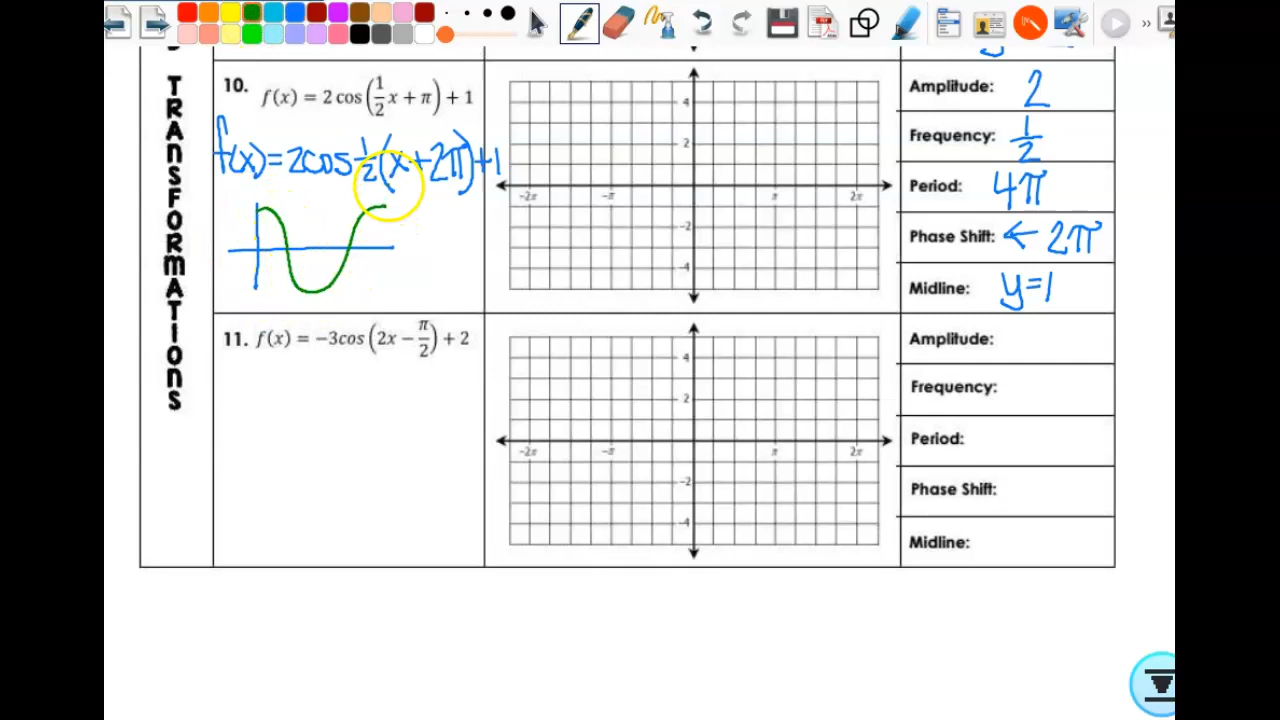 TRANSFORMATIONS
10. f(x) = 2 cos (1/2 x + π) + 1
f(x) = 2cos 1/2 (x + 2π) + 1
4
2
-2π
-π
π
2π
-2
-4
Amplitude: 2
Frequency: 1/2
Period: 4π
Phase Shift: ← 2π
Midline: y=1
11. f(x) = −3cos (2x − π/2) + 2
4
2
-2π
-π
π
2π
-2
-4
Amplitude:
Frequency:
Period:
Phase Shift:
Midline: